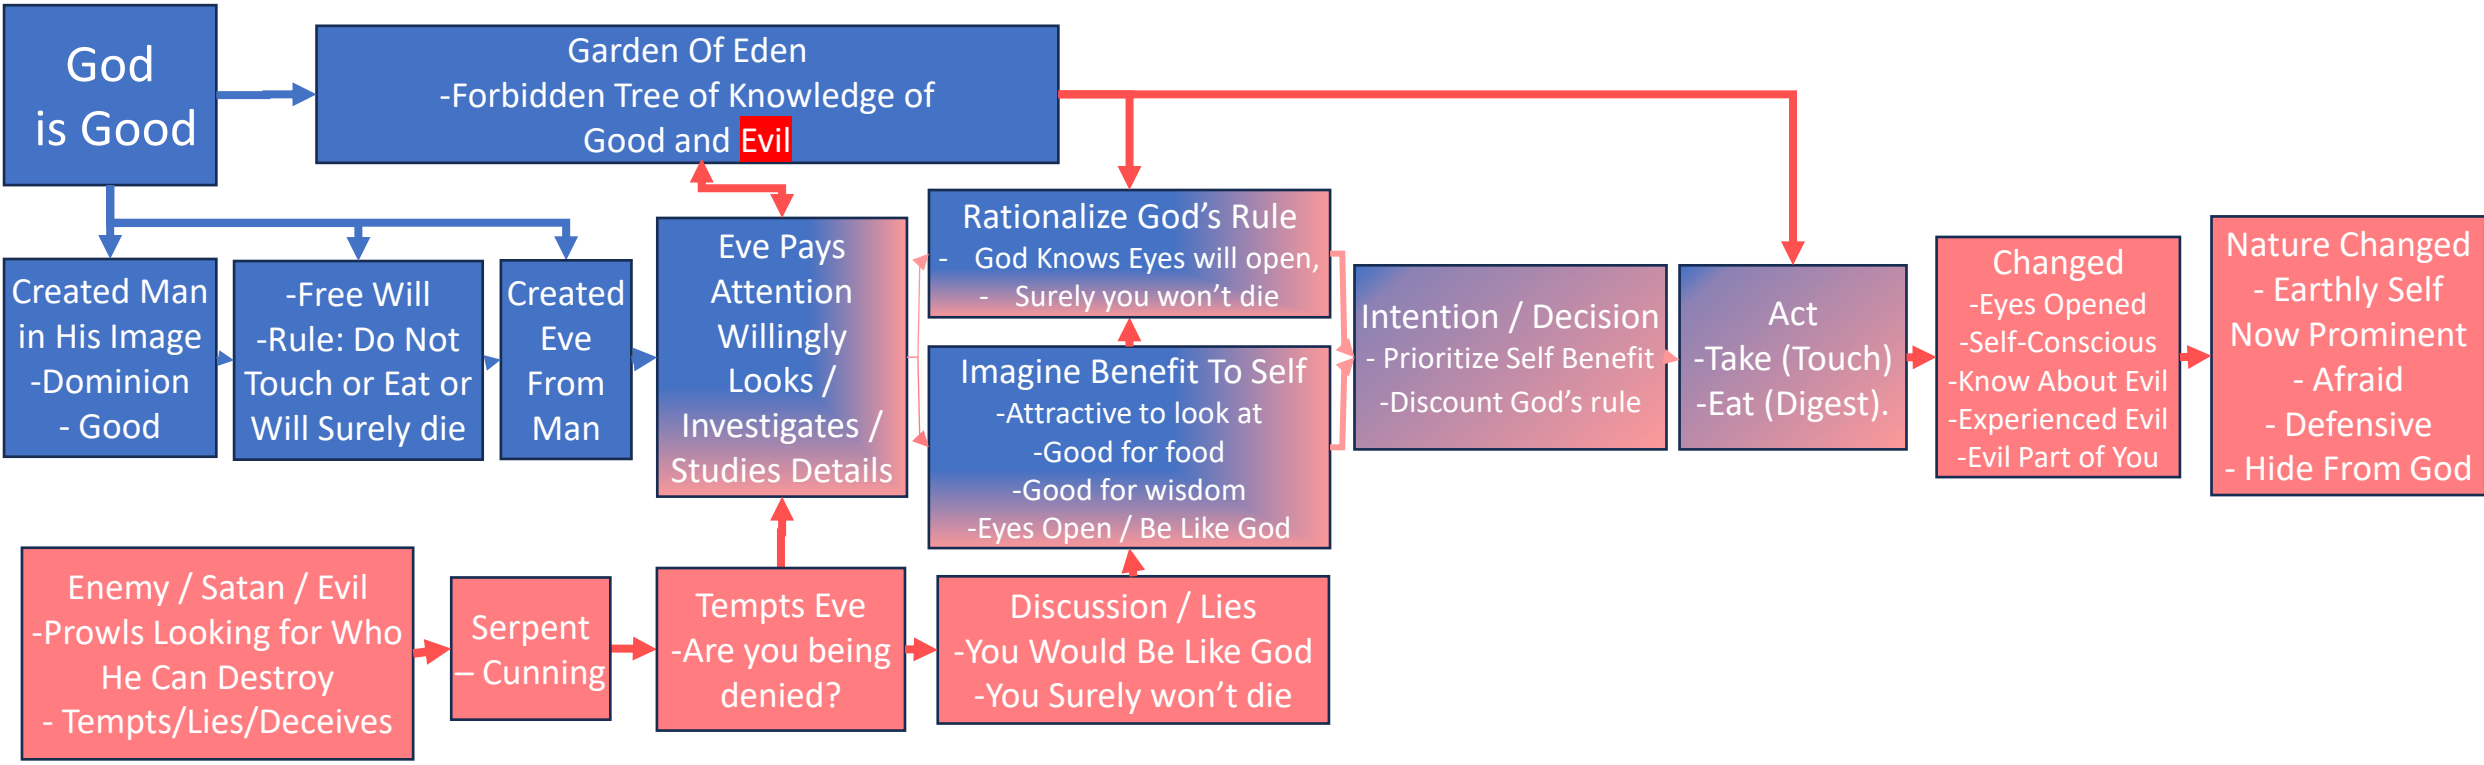 God
is Good
Garden Of Eden
-Forbidden Tree of Knowledge of
Good and Evil
Created Man
in His Image
-Dominion
- Good
-Free Will
-Rule: Do Not
Touch or Eat or
Will Surely die
Created
Eve
From
Man
Eve Pays
Attention
Willingly
Looks /
Investigates /
Studies Details
Rationalize God’s Rule
- God Knows Eyes will open,
- Surely you won’t die
Imagine Benefit To Self
-Attractive to look at
-Good for food
-Good for wisdom
-Eyes Open / Be Like God
Intention / Decision
- Prioritize Self Benefit
-Discount God’s rule
Act
-Take (Touch)
-Eat (Digest).
Changed
-Eyes Opened
-Self-Conscious
-Know About Evil
-Experienced Evil
-Evil Part of You
Nature Changed
- Earthly Self
Now Prominent
- Afraid
- Defensive
- Hide From God
Enemy / Satan / Evil
-Prowls Looking for Who
He Can Destroy
- Tempts/Lies/Deceives
Serpent
– Cunning
Tempts Eve
-Are you being
denied?
Discussion / Lies
-You Would Be Like God
-You Surely won’t die